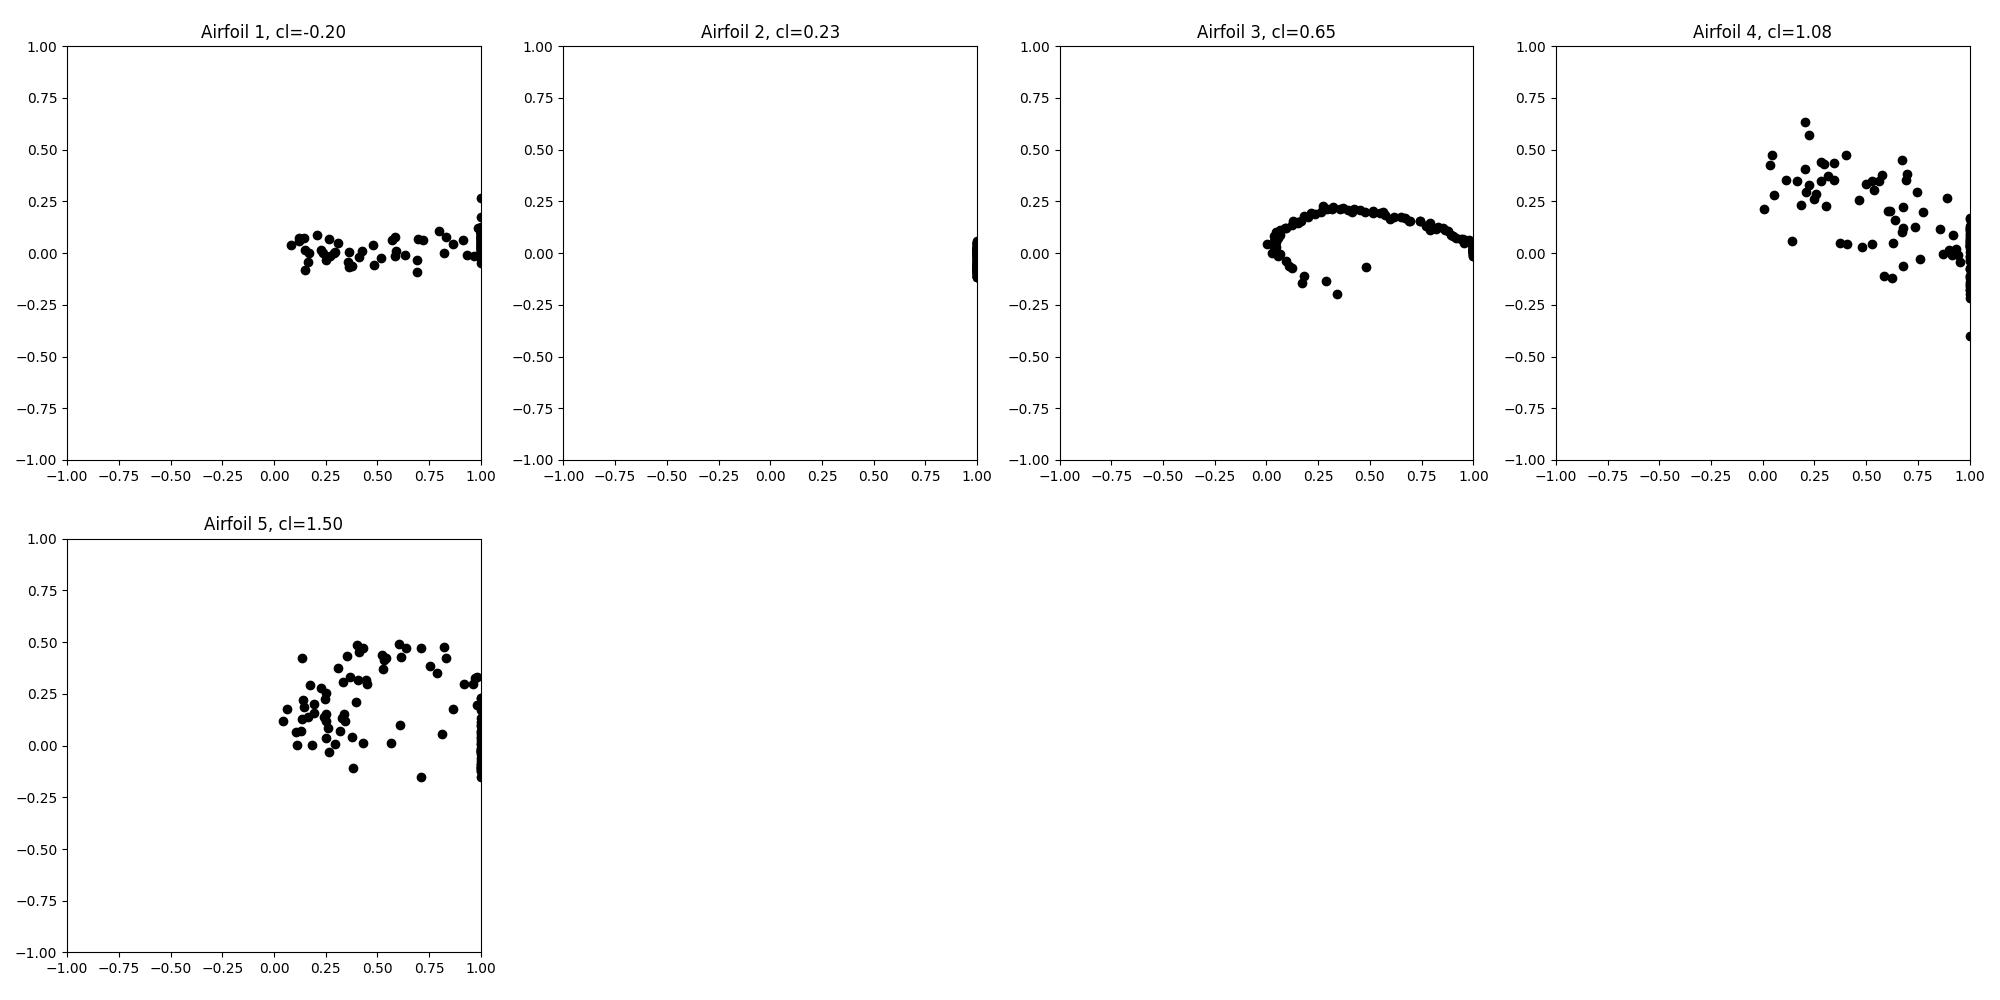 Airfoil 1, cl=-0.20
Airfoil 2, cl=0.23
Airfoil 3, cl=0.65
Airfoil 4, cl=1.08
1.00 1.00 1.00 1.00
0.75 0.75 0.75 0.75
0.50 0.50 0.50 0.50
0.25 0.25 0.25 0.25
0.00 0.00 0.00 0.00
−0.25 −0.25 −0.25 −0.25
−0.50 −0.50 −0.50 −0.50
−0.75 −0.75 −0.75 −0.75
−1.00 −1.00 −1.00 −1.00
−1.00 −0.75 −0.50 −0.25 0.00 0.25 0.50 0.75 1.00
−1.00 −0.75 −0.50 −0.25 0.00 0.25 0.50 0.75 1.00
−1.00 −0.75 −0.50 −0.25 0.00 0.25 0.50 0.75 1.00
−1.00 −0.75 −0.50 −0.25 0.00 0.25 0.50 0.75 1.00
Airfoil 5, cl=1.50
1.00
0.75
0.50
0.25
0.00
−0.25
−0.50
−0.75
−1.00
−1.00 −0.75 −0.50 −0.25 0.00 0.25 0.50 0.75 1.00